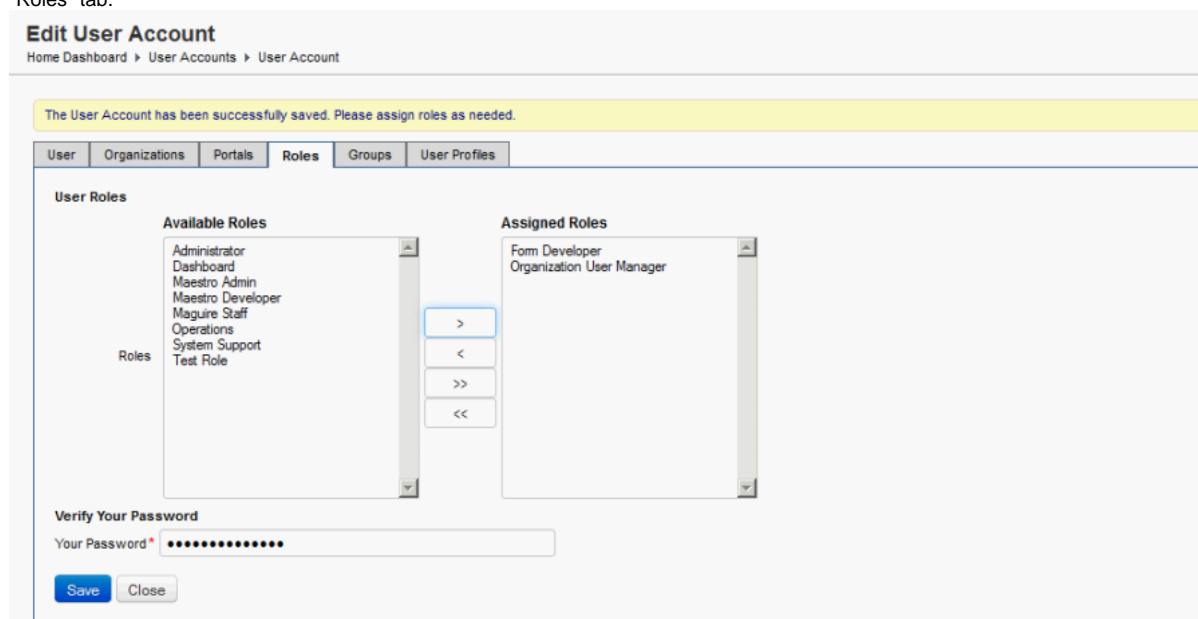 "Roles" tab.
Edit User Account
Home Dashboard ▸ User Accounts ▸ User Account
The User Account has been successfully saved. Please assign roles as needed.
User Organizations Portals Roles Groups User Profiles
User Roles
Available Roles Assigned Roles
Administrator Form Developer
Dashboard Organization User Manager
Maestro Admin
Maestro Developer
Maguire Staff
Operations
System Support
Test Role
Roles
>
<
>>
<<
Verify Your Password
Your Password* ••••••••••••••
Save Close